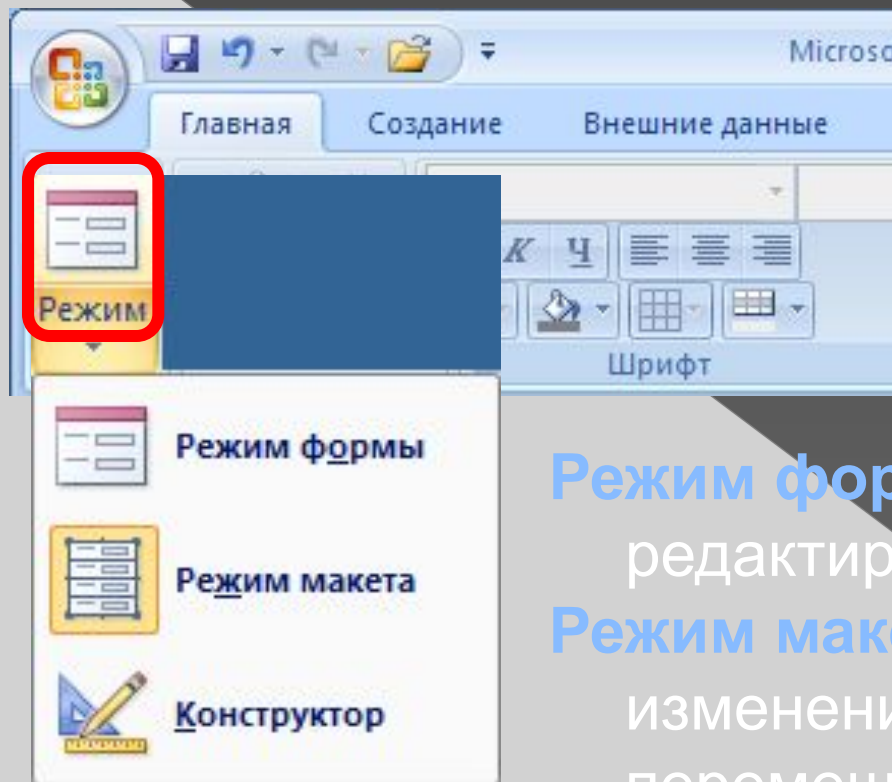 Microso
Главная Создание Внешние данные
Режим
К Ч
Шрифт
Режим формы
Режим макета
Конструктор
Режим фор
редактир
Режим мак
изменени